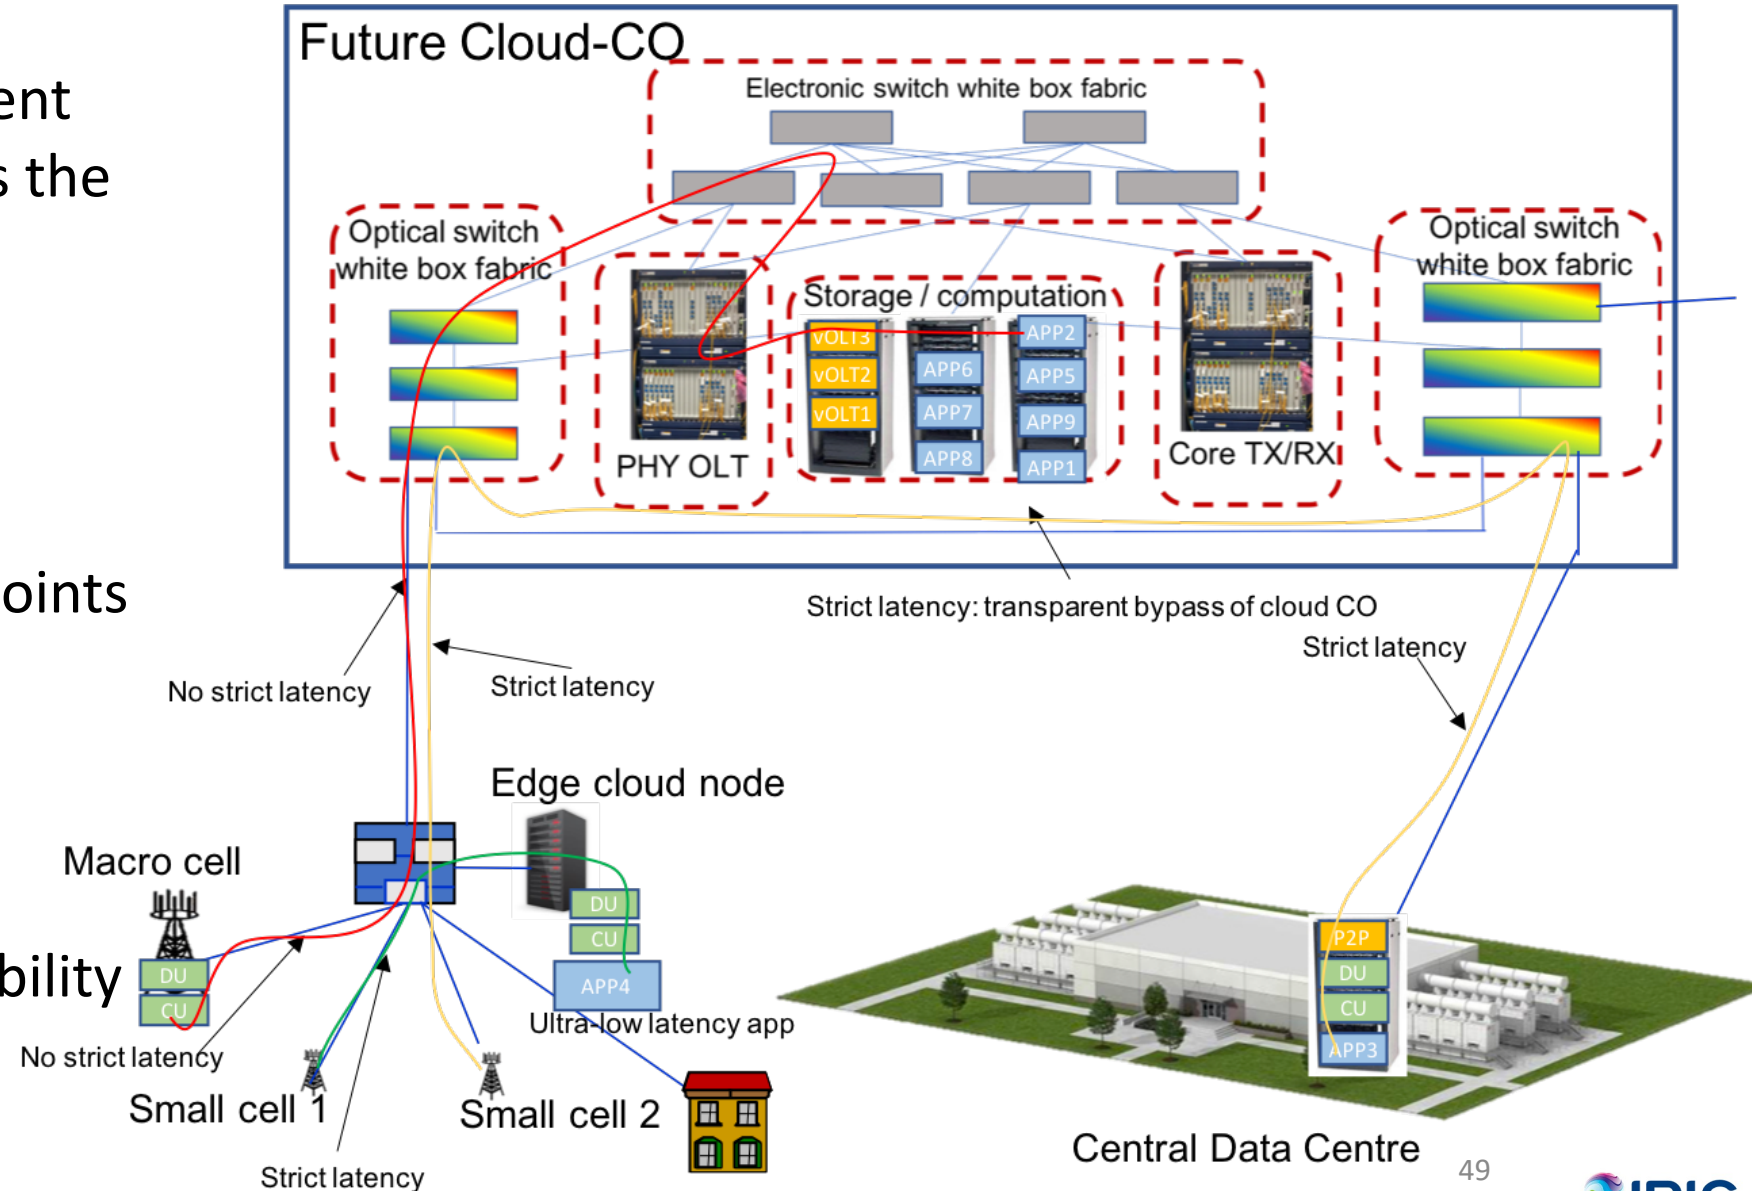 Future Cloud-CO
ent
s the
oints
bility
Electronic switch white box fabric
Optical switch
white box fabric
PHY OLT
Storage / computation
vOLT3
vOLT2
vOLT1
APP6
APP7
APP8
APP2
APP5
APP9
APP1
Core TX/RX
Optical switch
white box fabric
Strict latency: transparent bypass of cloud CO
Strict latency
No strict latency
Strict latency
Edge cloud node
Macro cell
DU
CU
DU
CU
APP4
Ultra-low latency app
No strict latency
Small cell 1
Small cell 2
Strict latency
P2P
DU
CU
APP3
Central Data Centre
49